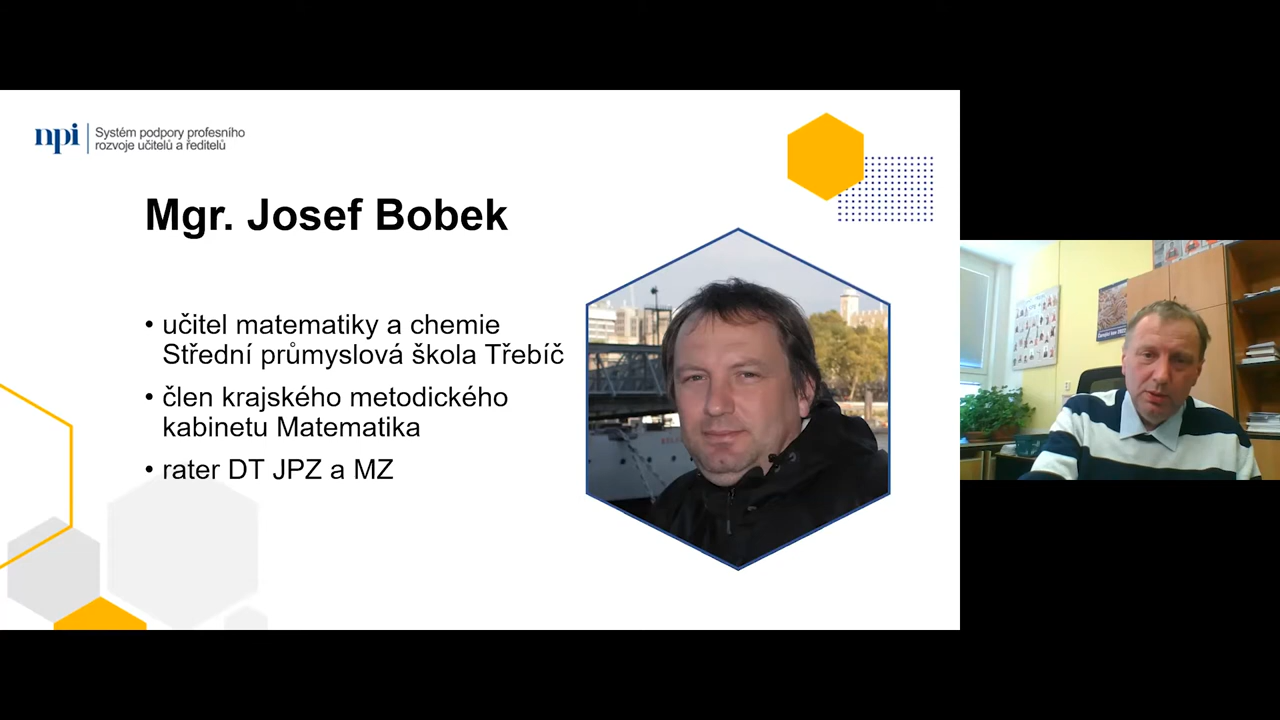 npi
Systém podpory profesního
rozvoje učitelů a ředitelů
Mgr. Josef Bobek
• učitel matematiky a chemie
Střední průmyslová škola Třebíč
• člen krajského metodického
kabinetu Matematika
• rater DT JPZ a MZ